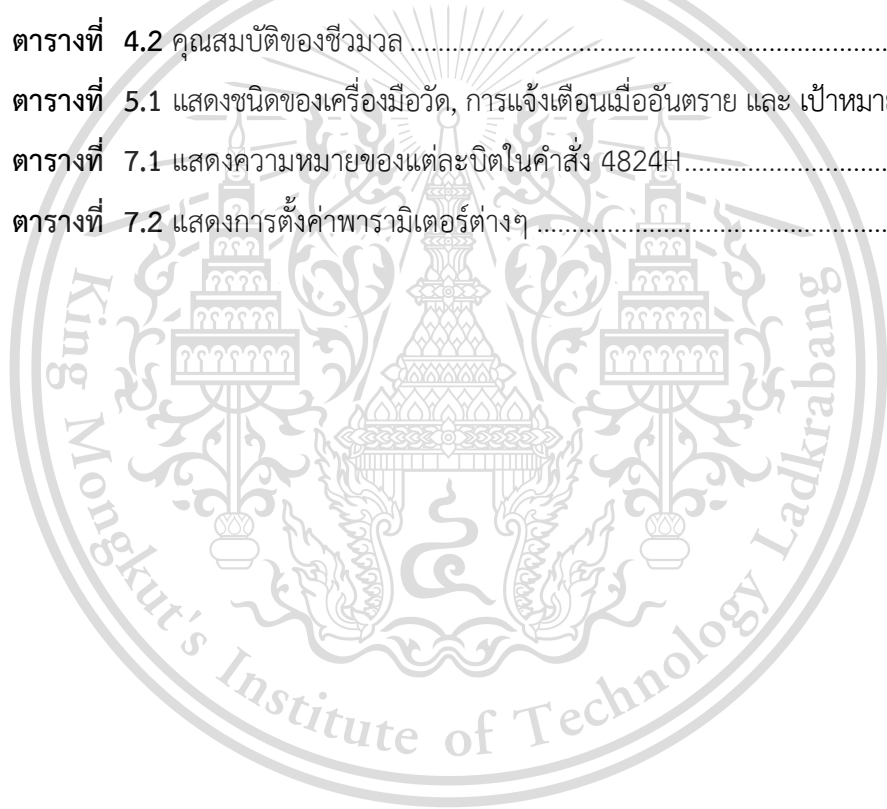 ตารางที่ 4.2 คุณสมบัติของชีวมวล ................................................................
ตารางที่ 5.1 แสดงชนิดของเครื่องมือวัด, การแจ้งเตือนเมื่ออันตราย และ
ตารางที่ 7.1 แสดงความหมายของแต่ละบิตในคำสั่ง 4824H...........................
ตารางที่ 7.2 แสดงการตั้งค่าพารามิเตอร์ต่างๆ ..............................................
King Mongkut's Institute of Technology Ladkrabang